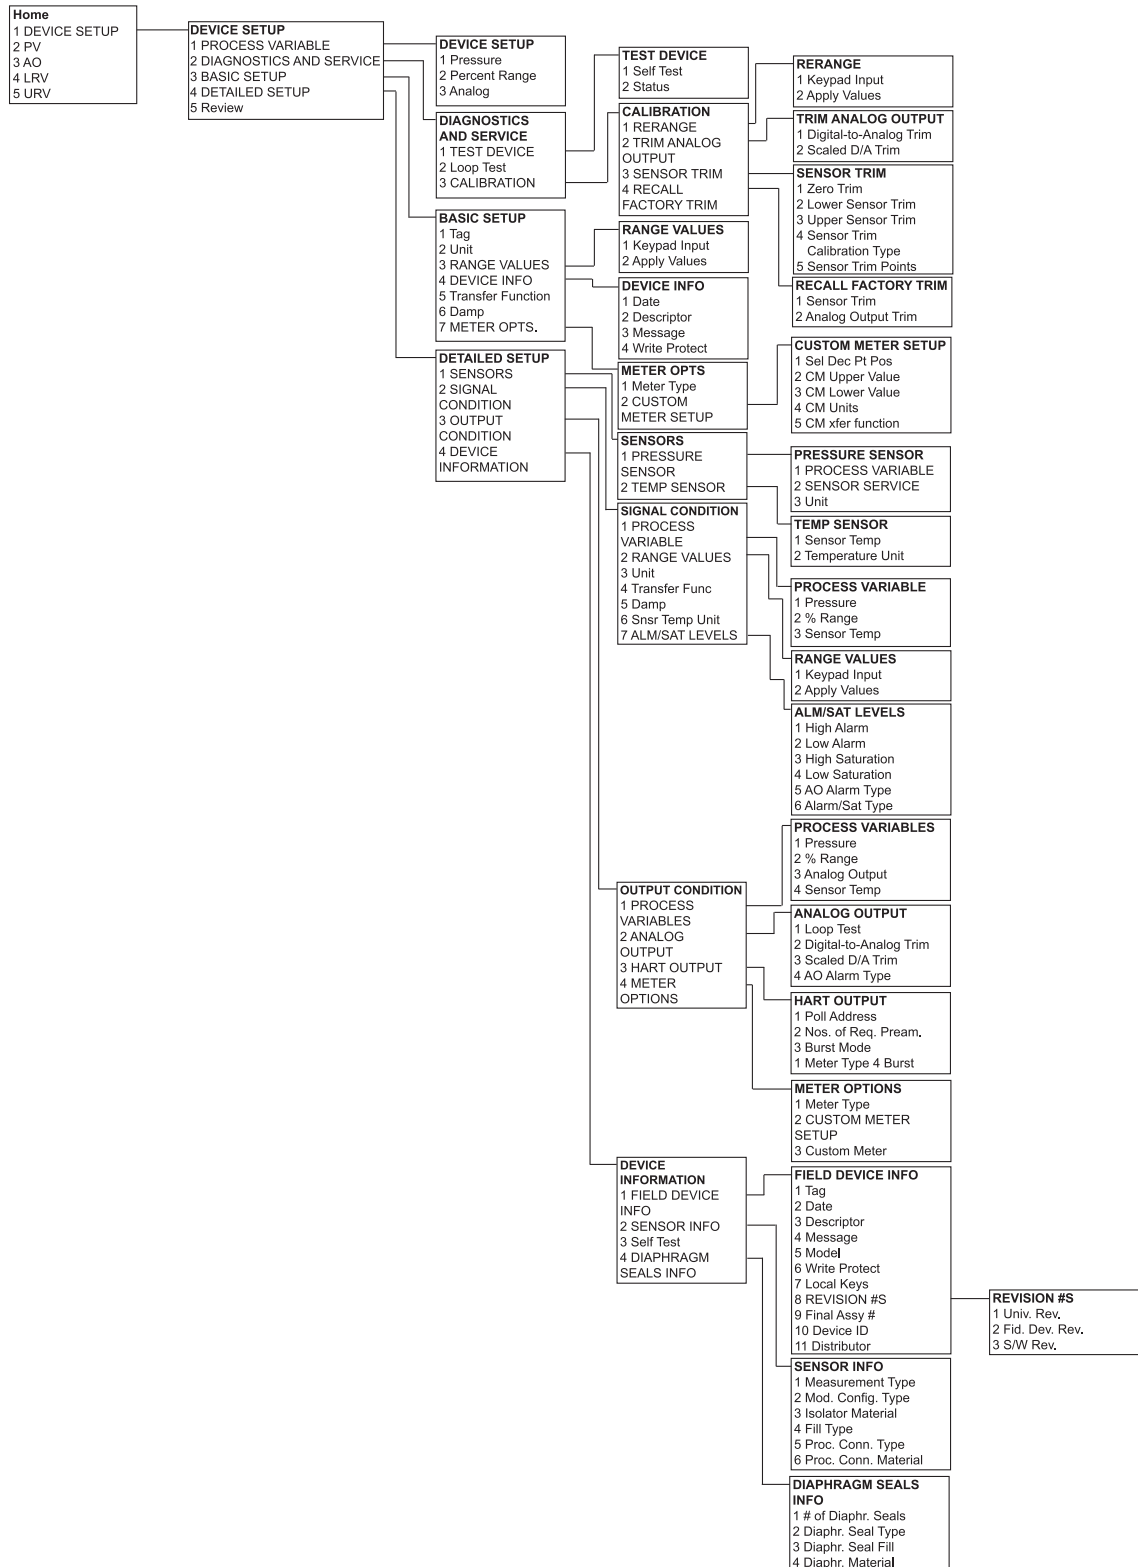 Home
1 DEVICE SETUP
2 PV
3 AO
4 LRV
5 URV
DEVICE SETUP
1 PROCESS VARIABLE
2 DIAGNOSTICS AND SERVICE
3 BASIC SETUP
4 DETAILED SETUP
5 Review
DEVICE SETUP
1 Pressure
2 Percent Range
3 Analog
DIAGNOSTICS
AND SERVICE
1 TEST DEVICE
2 Loop Test
3 CALIBRATION
BASIC SETUP
1 Tag
2 Unit
3 RANGE VALUES
4 DEVICE INFO
5 Transfer Function
6 Damp
7 METER OPTS.
DETAILED SETUP
1 SENSORS
2 SIGNAL
CONDITION
3 OUTPUT
CONDITION
4 DEVICE
INFORMATION
TEST DEVICE
1 Self Test
2 Status
CALIBRATION
1 RERANGE
2 TRIM ANALOG
OUTPUT
3 SENSOR TRIM
4 RECALL
FACTORY TRIM
RANGE VALUES
1 Keypad Input
2 Apply Values
DEVICE INFO
1 Date
2 Descriptor
3 Message
4 Write Protect
METER OPTS
1 Meter Type
2 CUSTOM
METER SETUP
SENSORS
1 PRESSURE
SENSOR
2 TEMP SENSOR
SIGNAL CONDITION
1 PROCESS
VARIABLE
2 RANGE VALUES
3 Unit
4 Transfer Func
5 Damp
6 Snsr Temp Unit
7 ALM/SAT LEVELS
OUTPUT CONDITION
1 PROCESS
VARIABLES
2 ANALOG
OUTPUT
3 HART OUTPUT
4 METER
OPTIONS
DEVICE
INFORMATION
1 FIELD DEVICE
INFO
2 SENSOR INFO
3 Self Test
4 DIAPHRAGM
SEALS INFO
RERANGE
1 Keypad Input
2 Apply Values
TRIM ANALOG OUTPUT
1 Digital-to-Analog Trim
2 Scaled D/A Trim
SENSOR TRIM
1 Zero Trim
2 Lower Sensor Trim
3 Upper Sensor Trim
4 Sensor Trim
Calibration Type
5 Sensor Trim Points
RECALL FACTORY TRIM
1 Sensor Trim
2 Analog Output Trim
CUSTOM METER SETUP
1 Sel Dec Pt Pos
2 CM Upper Value
3 CM Lower Value
4 CM Units
5 CM xfer function
PRESSURE SENSOR
1 PROCESS VARIABLE
2 SENSOR SERVICE
3 Unit
TEMP SENSOR
1 Sensor Temp
2 Temperature Unit
PROCESS VARIABLE
1 Pressure
2 % Range
3 Sensor Temp
RANGE VALUES
1 Keypad Input
2 Apply Values
ALM/SAT LEVELS
1 High Alarm
2 Low Alarm
3 High Saturation
4 Low Saturation
5 AO Alarm Type
6 Alarm/Sat Type
PROCESS VARIABLES
1 Pressure
2 % Range
3 Analog Output
4 Sensor Temp
ANALOG OUTPUT
1 Loop Test
2 Digital-to-Analog Trim
3 Scaled D/A Trim
4 AO Alarm Type
HART OUTPUT
1 Poll Address
2 Nos. of Req. Pream.
3 Burst Mode
1 Meter Type 4 Burst
METER OPTIONS
1 Meter Type
2 CUSTOM METER
SETUP
3 Custom Meter
FIELD DEVICE INFO
1 Tag
2 Date
3 Descriptor
4 Message
5 Model
6 Write Protect
7 Local Keys
8 REVISION #S
9 Final Assy #
10 Device ID
11 Distributor
REVISION #S
1 Univ. Rev.
2 Fid. Dev. Rev.
3 S/W Rev.
SENSOR INFO
1 Measurement Type
2 Mod. Config. Type
3 Isolator Material
4 Fill Type
5 Proc. Conn. Type
6 Proc. Conn. Material
DIAPHRAGM SEALS
INFO
1 # of Diaphr. Seals
2 Diaphr. Seal Type
3 Diaphr. Seal Fill
4 Diaphr. Material